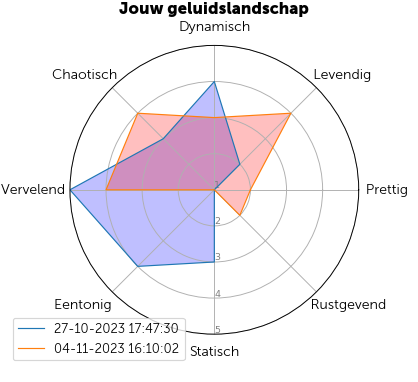 Jouw geluidslandschap
Dynamisch
Chaotisch
Levendig
Vervelend
Prettig
1
2
3
4
5
Eentonig
Rustgevend
Statisch
27-10-2023 17:47:30
04-11-2023 16:10:02